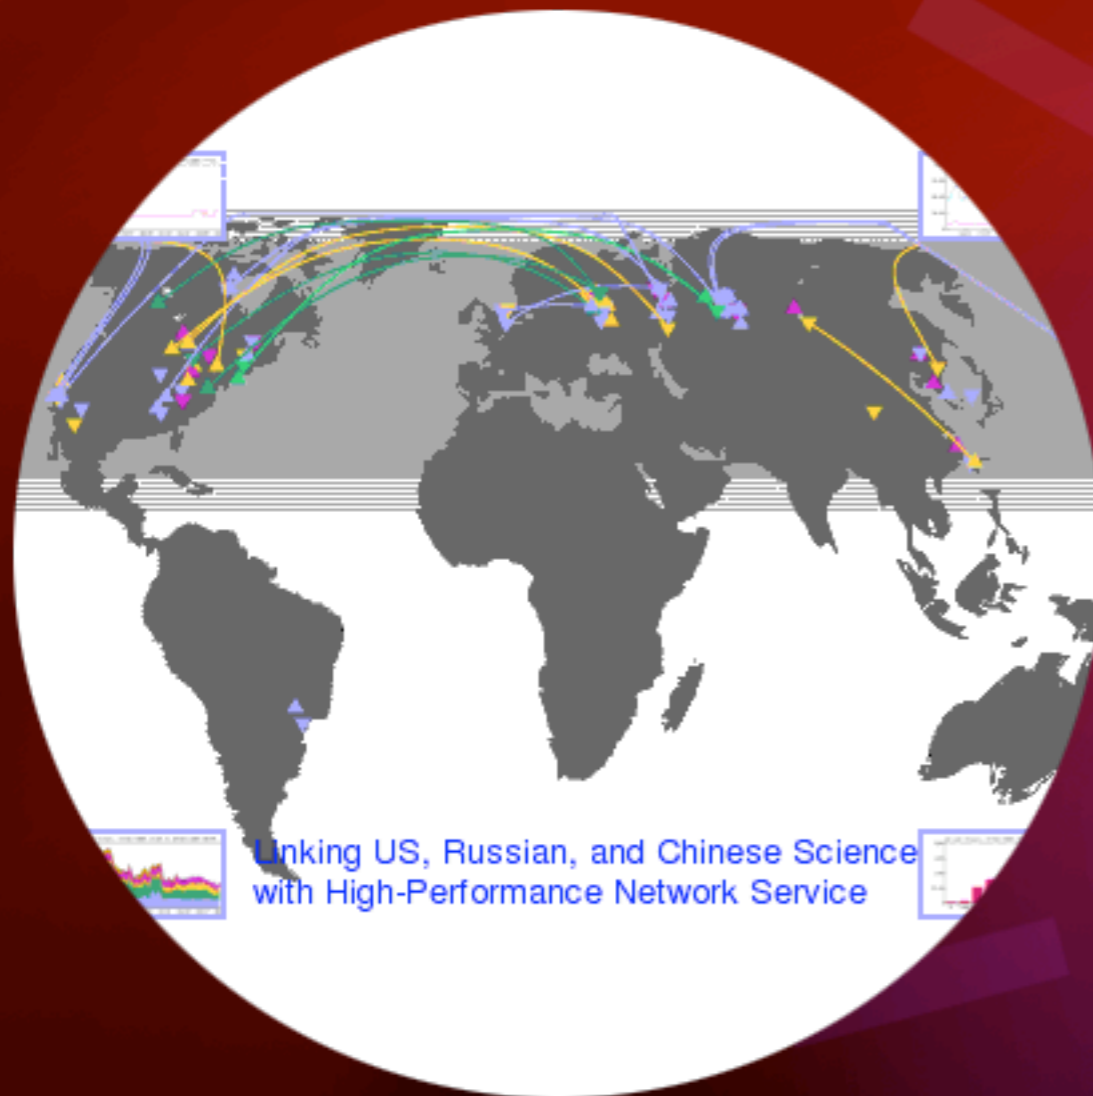 Linking US, Russian, and Chinese Science
with High-Performance Network Service